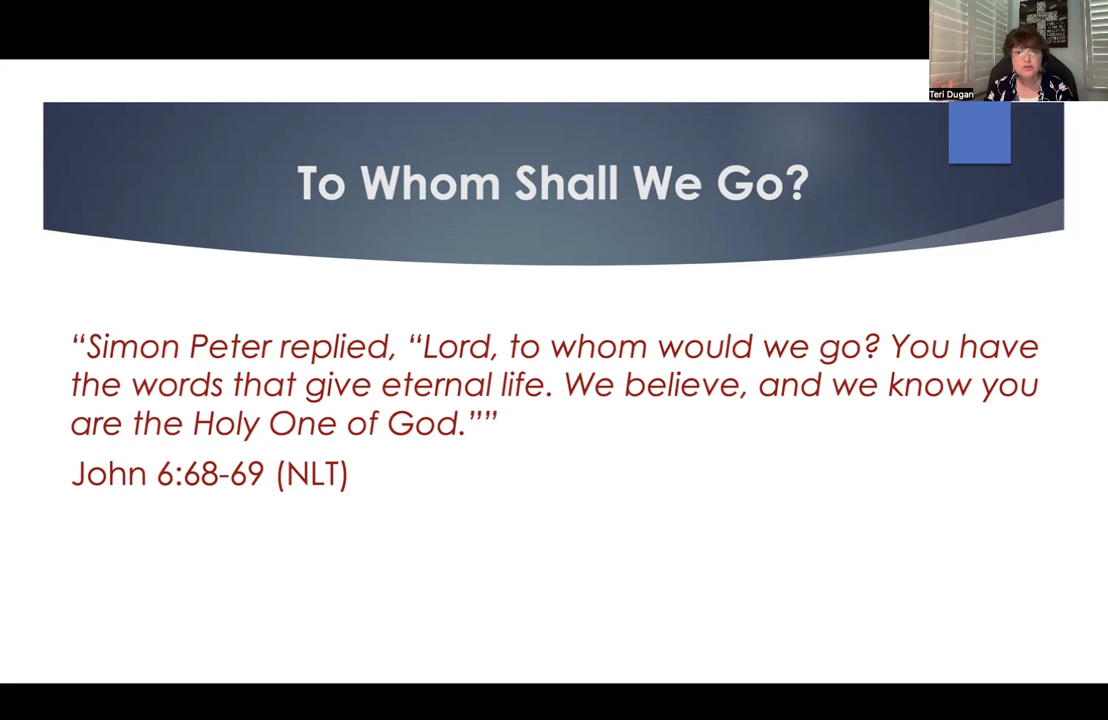 Teri Dugan
To Whom Shall We Go?
“Simon Peter replied, “Lord, to whom would we go? You have
the words that give eternal life. We believe, and we know you
are the Holy One of God.””
John 6:68-69 (NLT)